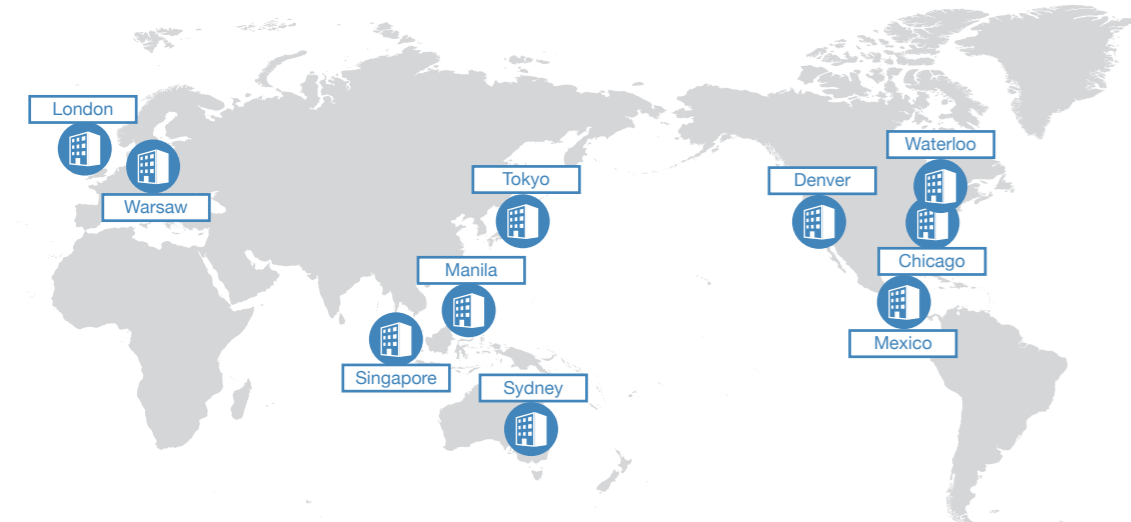 London
Warsaw
Tokyo
Manila
Singapore
Sydney
Denver
Waterloo
Chicago
Mexico